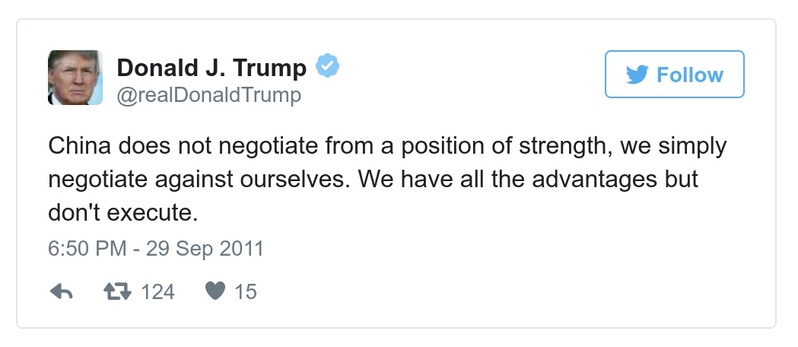 Donald J. Trump
@realDonaldTrump
Follow
China does not negotiate from a position of strength, we simply
negotiate against ourselves. We have all the advantages but
don't execute.
6:50 PM - 29 Sep 2011
124 15